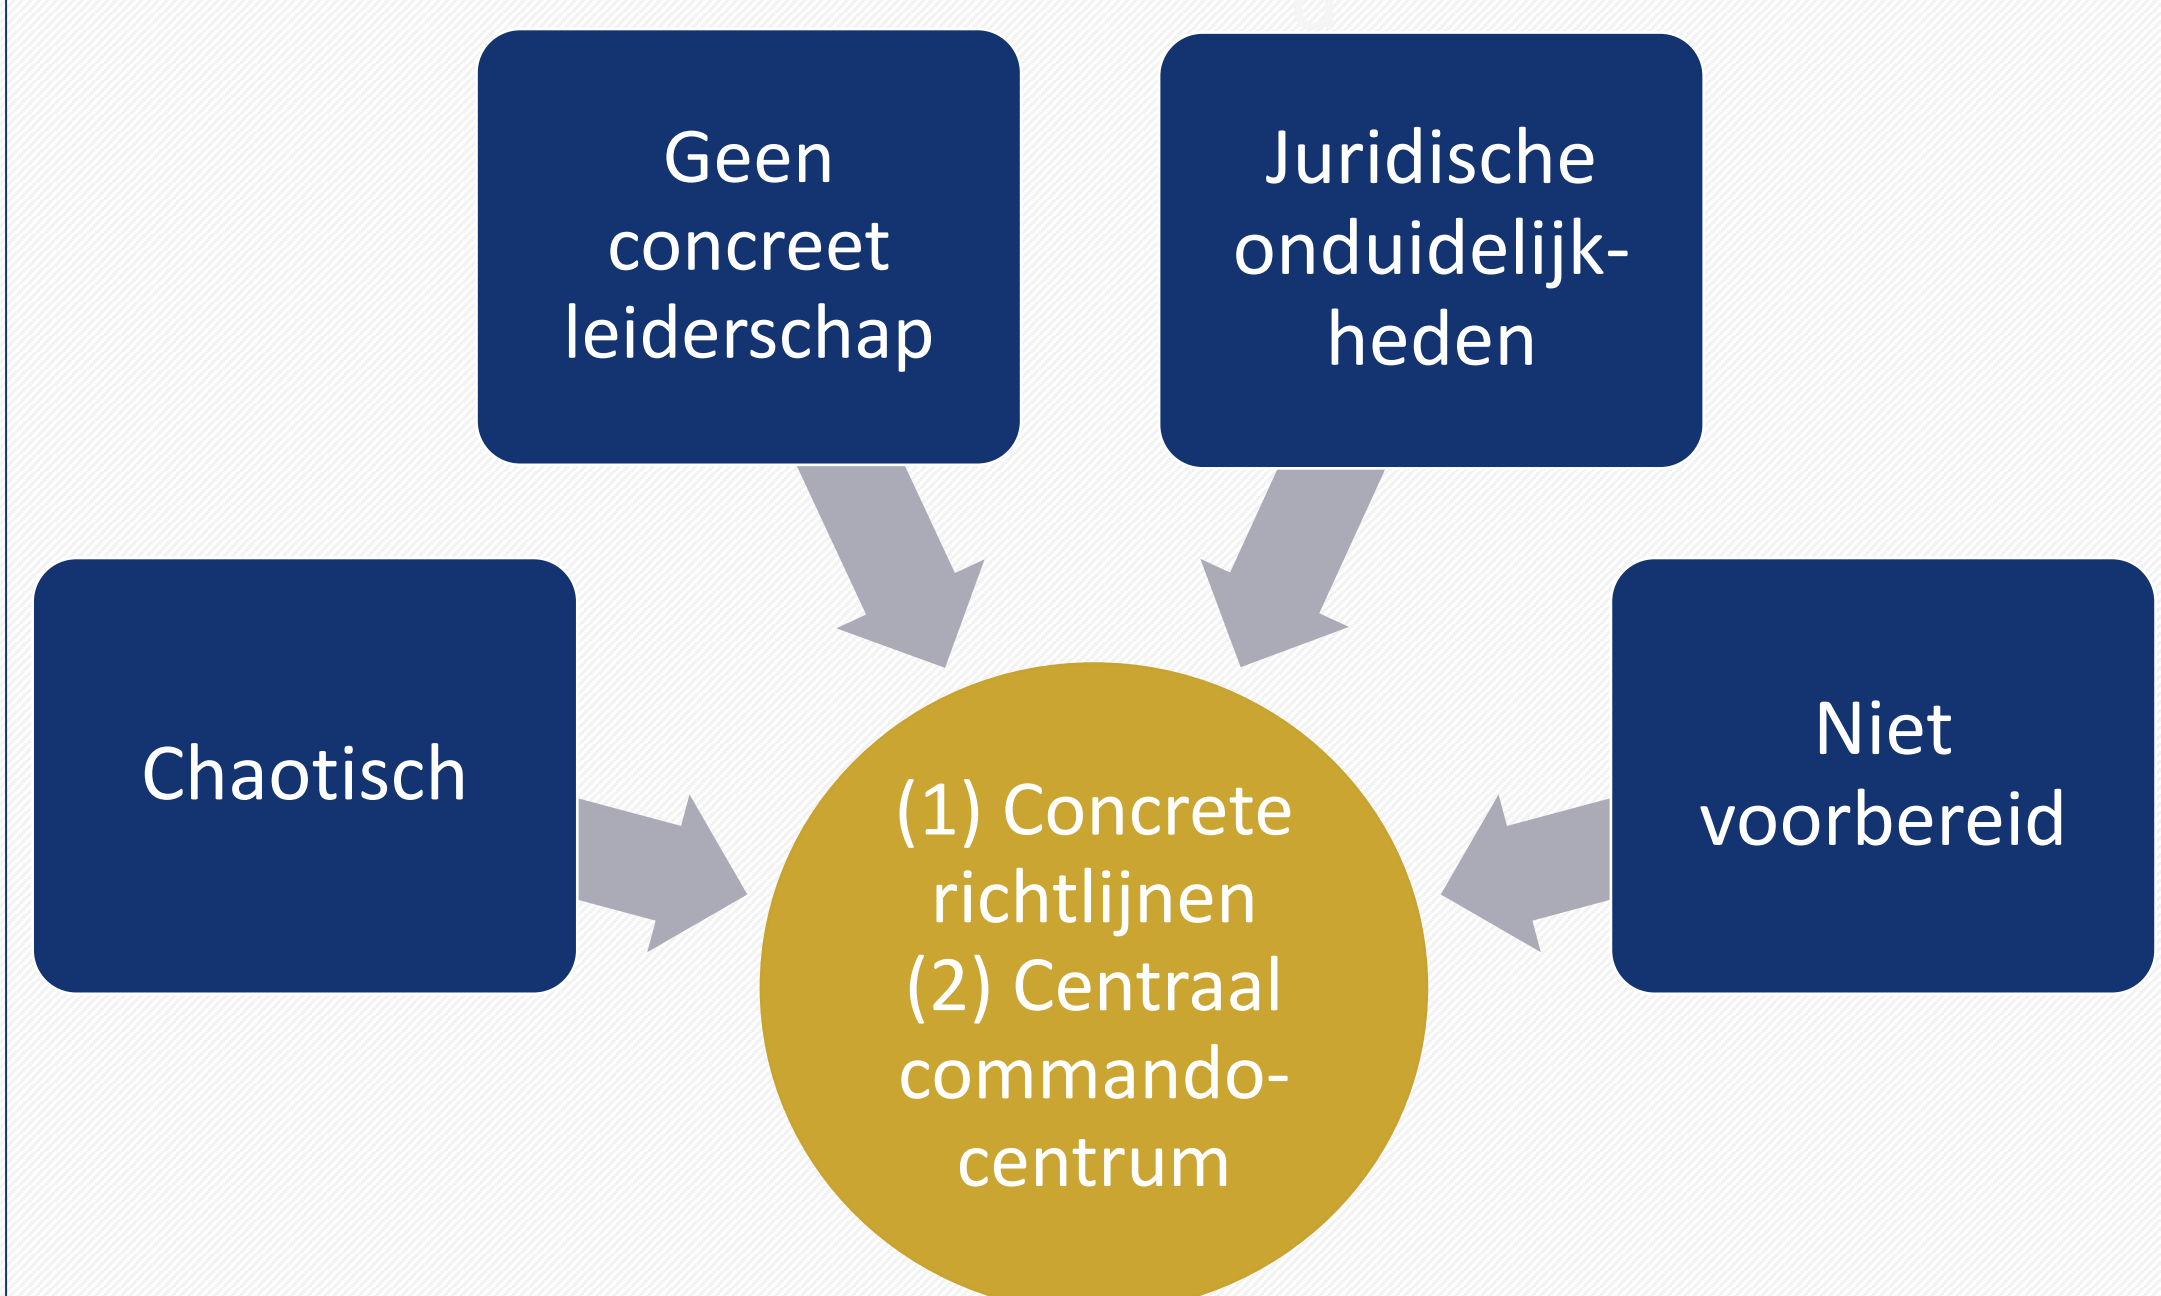 Geen
concreet
leiderschap
Juridische
onduidelijk-
heden
Chaotisch
Niet
voorbereid
(1) Concrete
richtlijnen
(2) Centraal
commando-
centrum